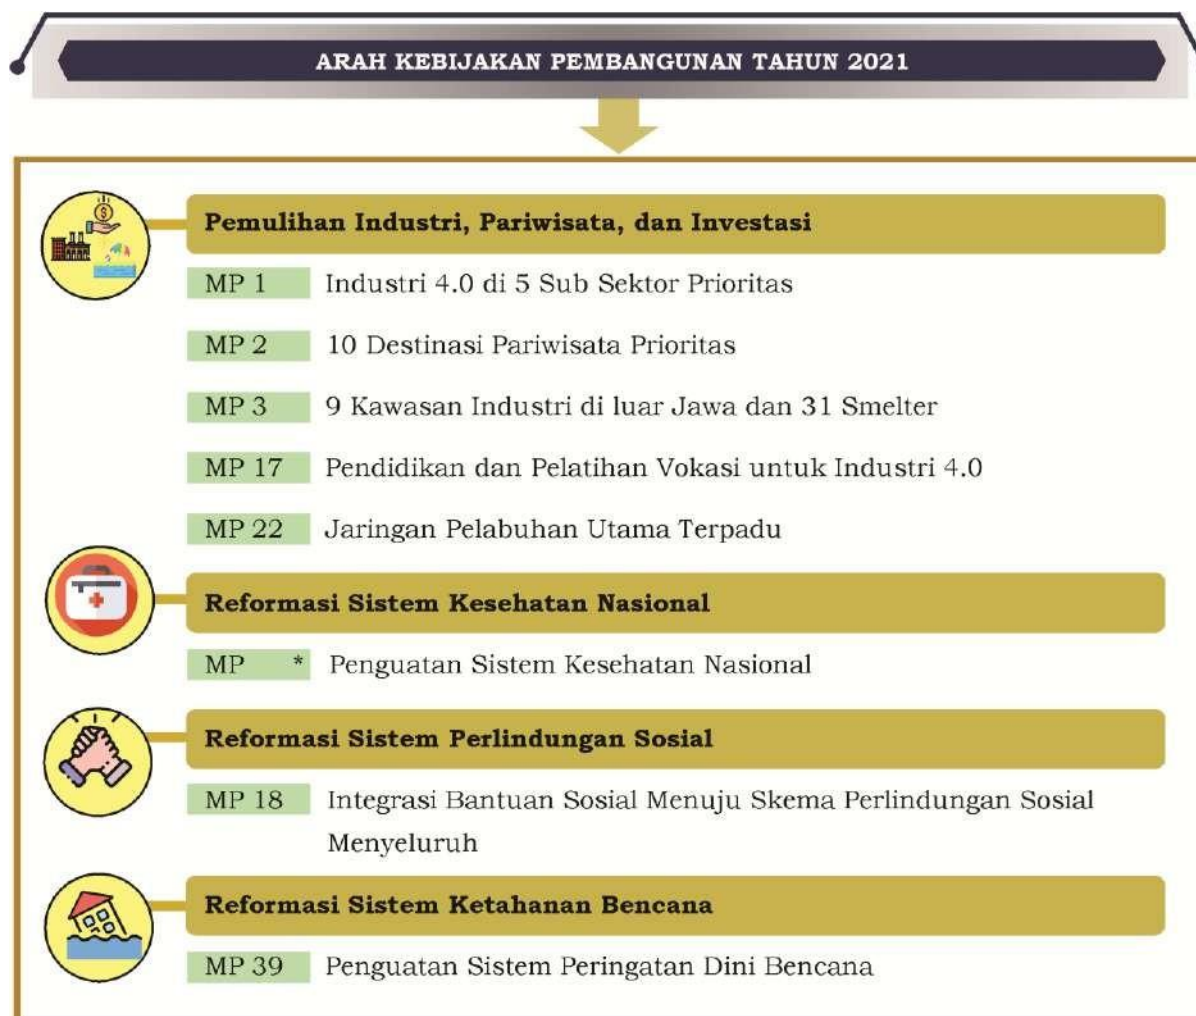 ARAH KEBIJAKAN PEMBANGUNAN TAHUN 2021
Pemulihan Industri, Pariwisata, dan Investasi
MP 1 Industri 4.0 di 5 Sub Sektor Prioritas
MP 2 10 Destinasi Pariwisata Prioritas
MP 3 9 Kawasan Industri di luar Jawa dan 31 Smelter
MP 17 Pendidikan dan Pelatihan Vokasi untuk Industri 4.0
MP 22 Jaringan Pelabuhan Utama Terpadu
Reformasi Sistem Kesehatan Nasional
MP * Penguatan Sistem Kesehatan Nasional
Reformasi Sistem Perlindungan Sosial
MP 18 Integrasi Bantuan Sosial Menuju Skema Perlindungan Sosial
Menyeluruh
Reformasi Sistem Ketahanan Bencana
MP 39 Penguatan Sistem Peringatan Dini Bencana